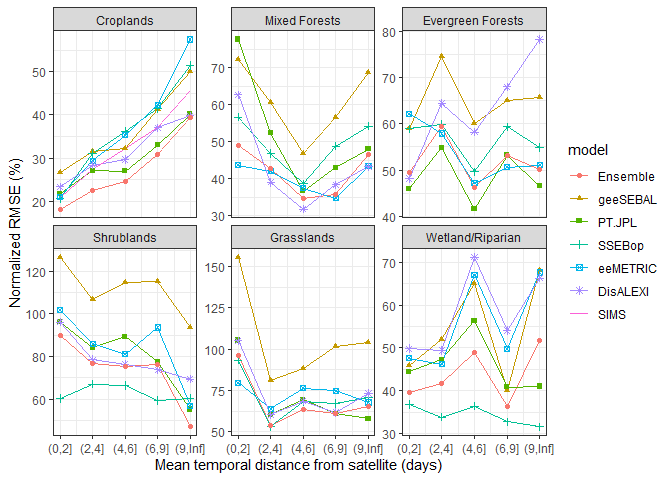 Croplands
Mixed Forests
Evergreen Forests
50
40
30
20
70
60
50
40
30
80
70
60
50
40
Shrublands
Grasslands
Wetland/Riparian
120
100
80
60
150
125
100
75
50
70
60
50
40
30
(0,2] (2,4] (4,6] (6,9] (9,Inf]
(0,2] (2,4] (4,6] (6,9] (9,Inf]
(0,2] (2,4] (4,6] (6,9] (9,Inf]
Mean temporal distance from satellite (days)
Normalized RMSE (%)
model
Ensemble
geeSEBAL
PT.JPL
SSEBop
eeMETRIC
DisALEXI
SIMS